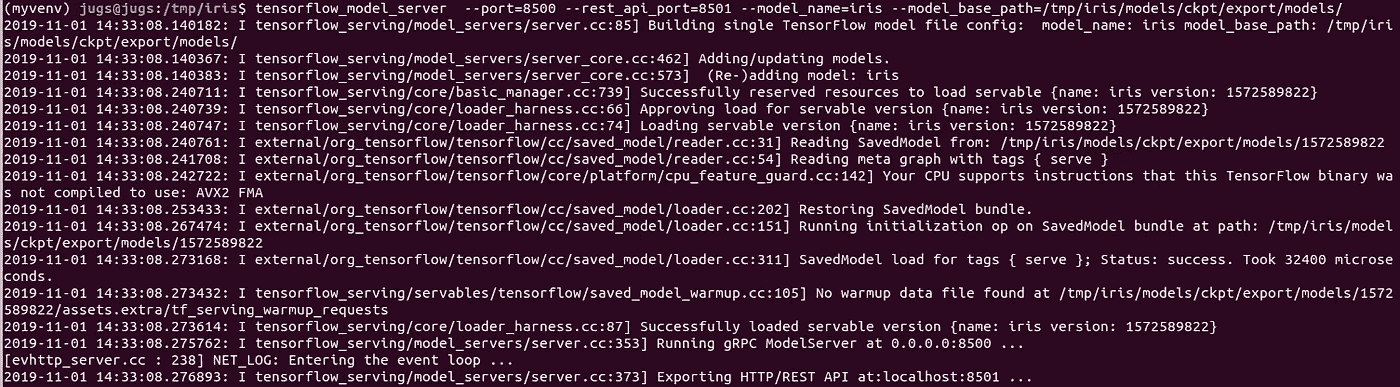 (myvenv) jugs@jugs:/tmp/iris$ tensorflow_model_server  --port=8500 --rest_api_port=8501 --model_name=iris --model_base_path=/tmp/iris/models/ckpt/export/models/
2019-11-01 14:33:08.140182: I tensorflow_serving/model_servers/server.cc:85] Building single TensorFlow model file config:  model_name: iris model_base_path: /tmp/iri
s/models/ckpt/export/models/
2019-11-01 14:33:08.140367: I tensorflow_serving/model_servers/server_core.cc:462] Adding/updating models.
2019-11-01 14:33:08.140383: I tensorflow_serving/model_servers/server_core.cc:573]  (Re-)adding model: iris
2019-11-01 14:33:08.240711: I tensorflow_serving/core/basic_manager.cc:739] Successfully reserved resources to load servable {name: iris version: 1572589822}
2019-11-01 14:33:08.240739: I tensorflow_serving/core/loader_harness.cc:66] Approving load for servable version {name: iris version: 1572589822}
2019-11-01 14:33:08.240747: I tensorflow_serving/core/loader_harness.cc:74] Loading servable version {name: iris version: 1572589822}
2019-11-01 14:33:08.240761: I external/org_tensorflow/tensorflow/cc/saved_model/reader.cc:31] Reading SavedModel from: /tmp/iris/models/ckpt/export/models/1572589822
2019-11-01 14:33:08.241708: I external/org_tensorflow/tensorflow/cc/saved_model/reader.cc:54] Reading meta graph with tags { serve }
2019-11-01 14:33:08.242722: I external/org_tensorflow/tensorflow/core/platform/cpu_feature_guard.cc:142] Your CPU supports instructions that this TensorFlow binary wa
s not compiled to use: AVX2 FMA
2019-11-01 14:33:08.253433: I external/org_tensorflow/tensorflow/cc/saved_model/loader.cc:202] Restoring SavedModel bundle.
2019-11-01 14:33:08.267474: I external/org_tensorflow/tensorflow/cc/saved_model/loader.cc:151] Running initialization op on SavedModel bundle at path: /tmp/iris/model
s/ckpt/export/models/1572589822
2019-11-01 14:33:08.273168: I external/org_tensorflow/tensorflow/cc/saved_model/loader.cc:311] SavedModel load for tags { serve }; Status: success. Took 32400 microse
conds.
2019-11-01 14:33:08.273432: I tensorflow_serving/servables/tensorflow/saved_model_warmup.cc:105] No warmup data file found at /tmp/iris/models/ckpt/export/models/1572
589822/assets.extra/tf_serving_warmup_requests
2019-11-01 14:33:08.273614: I tensorflow_serving/core/loader_harness.cc:87] Successfully loaded servable version {name: iris version: 1572589822}
2019-11-01 14:33:08.275762: I tensorflow_serving/model_servers/server.cc:353] Running gRPC ModelServer at 0.0.0.0:8500 ...
[evhttp_server.cc : 238] NET_LOG: Entering the event loop ...
2019-11-01 14:33:08.276893: I tensorflow_serving/model_servers/server.cc:373] Exporting HTTP/REST API at:localhost:8501 ...